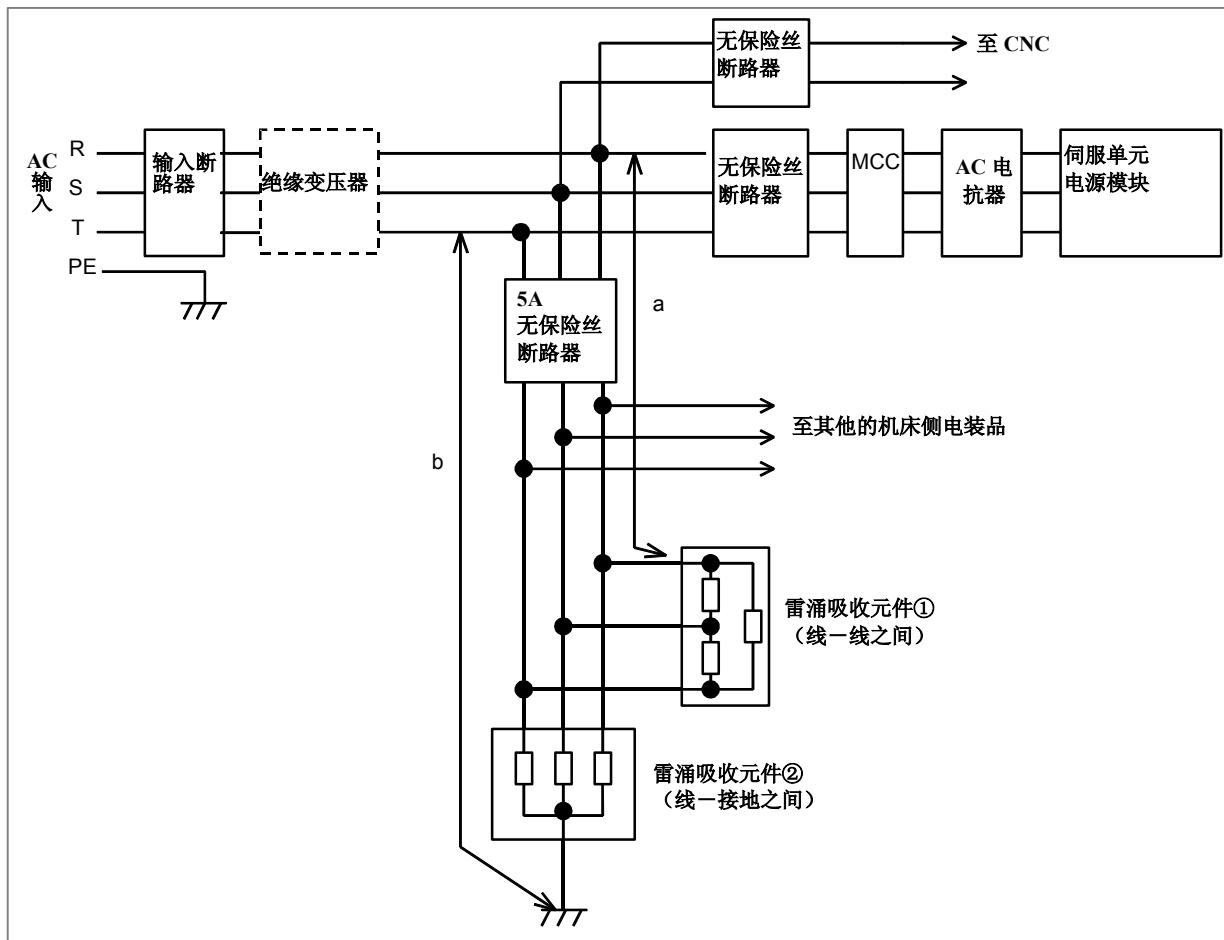 无保险丝
断路器
至 CNC
AC
输
入
R
S
T
PE
输入断
路器
绝缘变压器
无保险丝
断路器
MCC
AC 电
抗器
伺服单元
电源模块
5A
无保险丝
断路器
a
b
至其他的机床侧电装品
雷涌吸收元件①
（线－线之间）
雷涌吸收元件②
（线－接地之间）